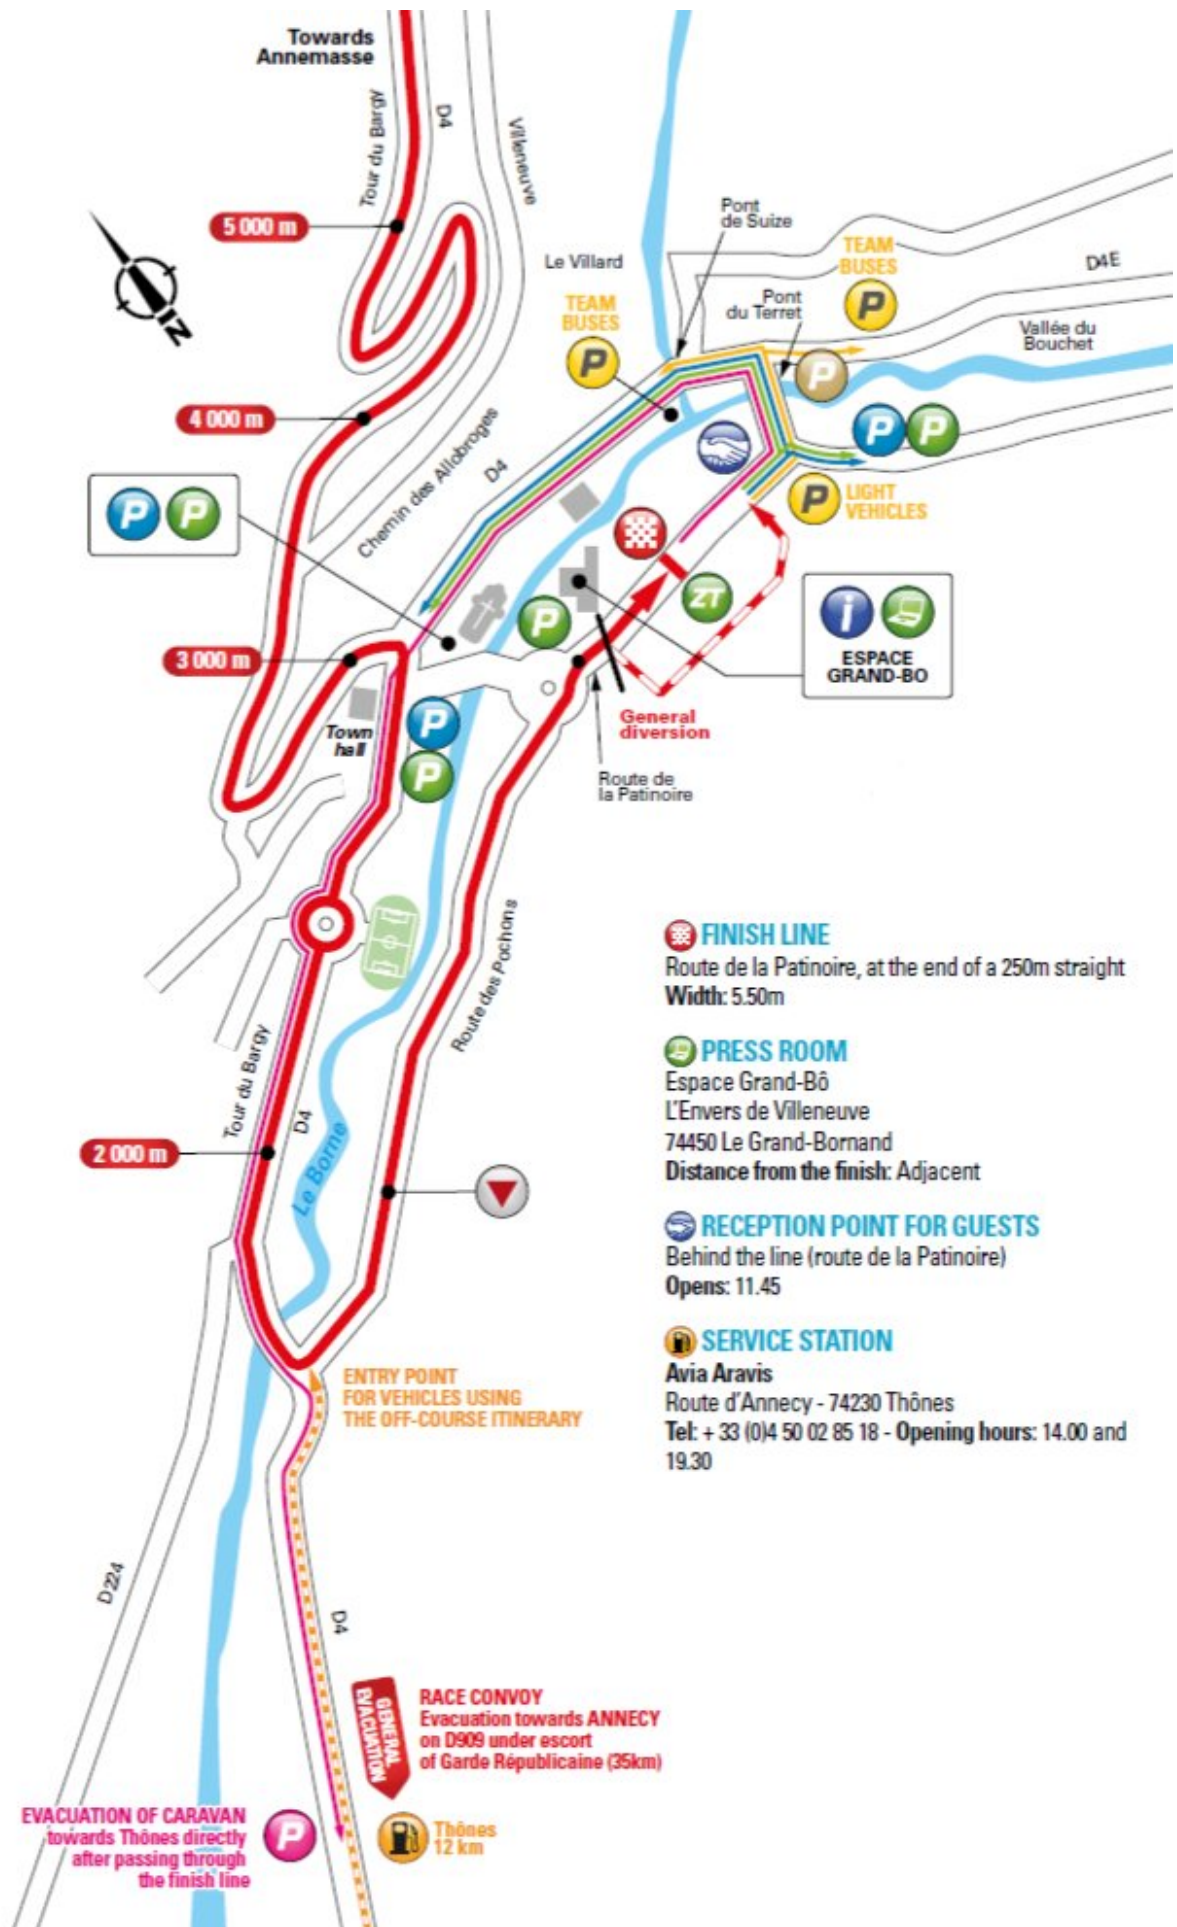 Towards
Annemasse
Tour du Bargy
D4
Villeneuve
5 000 m
N
Pont
de Suize
Le Villard
TEAM
BUSES
P
TEAM
BUSES
P
D4E
Pont
du Terret
Vallée du
Bouchet
P
4 000 m
Chemin des Allobroges
D4
P P
P P
P
LIGHT
VEHICLES
ZT
P
i
ESPACE
GRAND-BO
3 000 m
Town
hall
P
P
General
diversion
Route de
la Patinoire
Route des Pochons
Tour du Bargy
D4
2 000 m
Le Borne
FINISH LINE
Route de la Patinoire, at the end of a 250m straight
Width: 5.50m
PRESS ROOM
Espace Grand-Bô
L'Envers de Villeneuve
74450 Le Grand-Bornand
Distance from the finish: Adjacent
RECEPTION POINT FOR GUESTS
Behind the line (route de la Patinoire)
Opens: 11.45
SERVICE STATION
Avia Aravis
Route d'Annecy - 74230 Thônes
Tel: + 33 (0)4 50 02 85 18 - Opening hours: 14.00 and
19.30
ENTRY POINT
FOR VEHICLES USING
THE OFF-COURSE ITINERARY
D224
D4
GENERAL
EVACUATION
RACE CONVOY
Evacuation towards ANNECY
on D909 under escort
of Garde Républicaine (35km)
EVACUATION OF CARAVAN
towards Thônes directly
after passing through
the finish line
P
Thônes
12 km